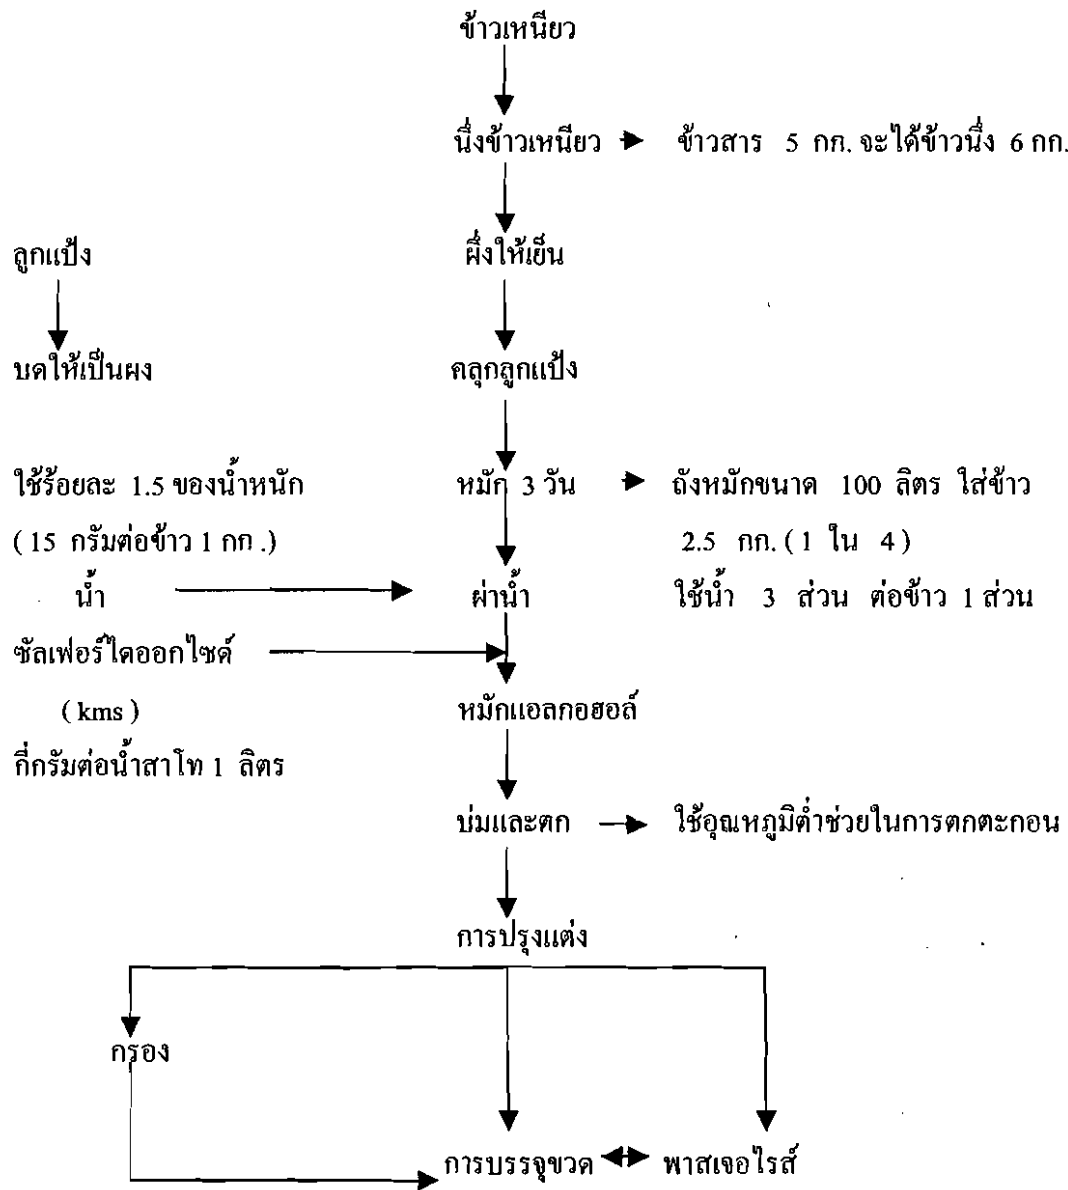 ข้าวเหนียว
นึ่งข้าวเหนียว ข้าวสาร 5 กก. จะได้ข้าวนึ่ง 6 กก.
ลูกแป้ง ผึ่งให้เย็น
บดให้เป็นผง คลุกลูกแป้ง
ใช้ร้อยละ 1.5 ของน้ำหนัก หมัก 3 วัน ถังหมักขนาด 100 ลิตร ใส่ข้าว
( 15 กรัมต่อข้าว 1 กก .) 2.5 กก. ( 1 ใน 4 )
น้ำ ผ่าน้ำ ใช้น้ำ 3 ส่วน ต่อข้าว 1 ส่วน
ซัลเฟอร์ไดออกไซด์
( kms ) หมักแอลกอฮอล์
กี่กรัมต่อน้ำสาโท 1 ลิตร
บ่มและตก ใช้อุณหภูมิต่ำช่วยในการตกตะกอน
การปรุงแต่ง
กรอง
การบรรจุขวด พาสเจอไรส์